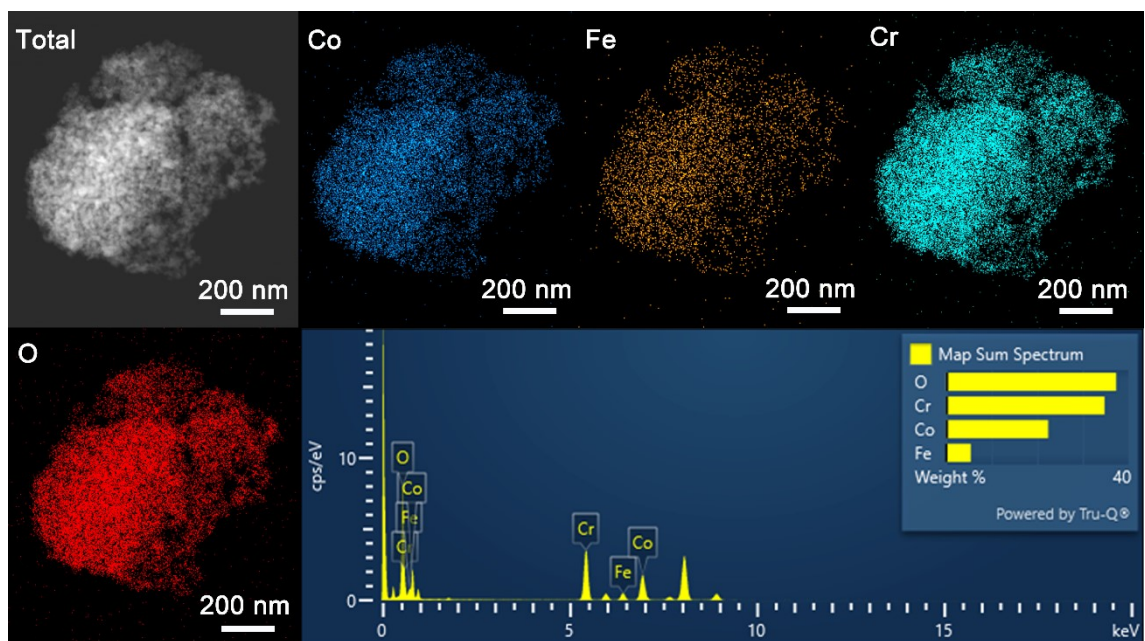 Total
Co
Fe
Cr
200 nm
200 nm
200 nm
200 nm
O
200 nm
cps/eV
10
0
O
Co
Fe
Cr
Cr
Fe
Co
0
5
10
15
keV
Map Sum Spectrum
O
Cr
Co
Fe
Weight %
40
Powered by Tru-Q®